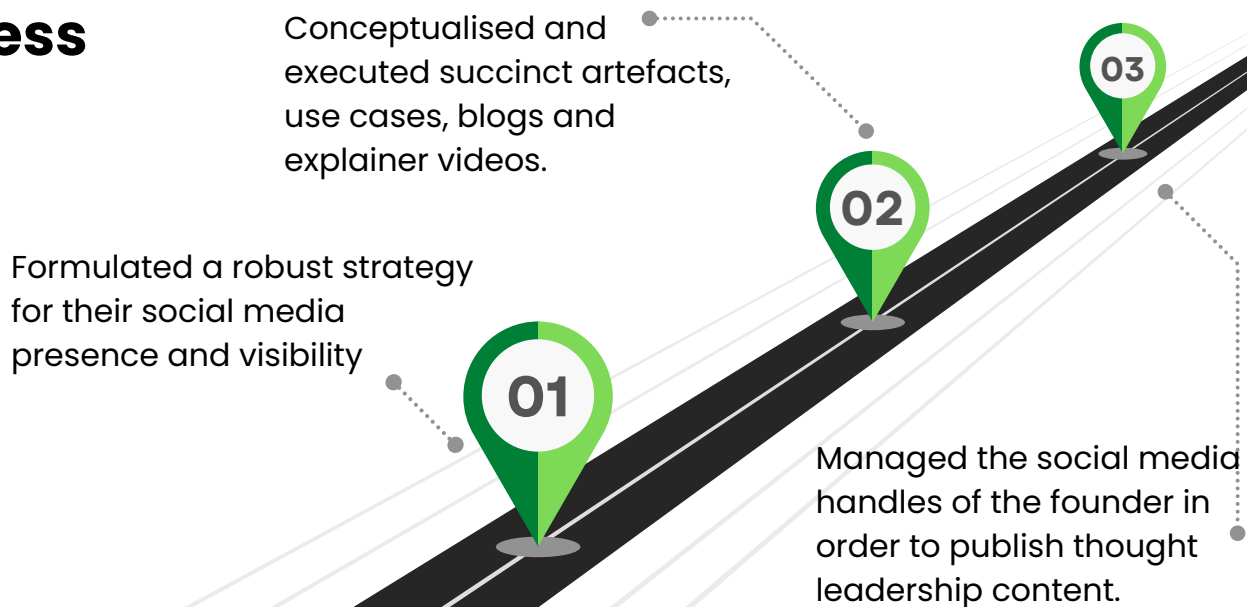 ess
Conceptualised and
executed succinct artefacts,
use cases, blogs and
explainer videos.
03
02
Formulated a robust strategy
for their social media
presence and visibility
01
Managed the social media
handles of the founder in
order to publish thought
leadership content.